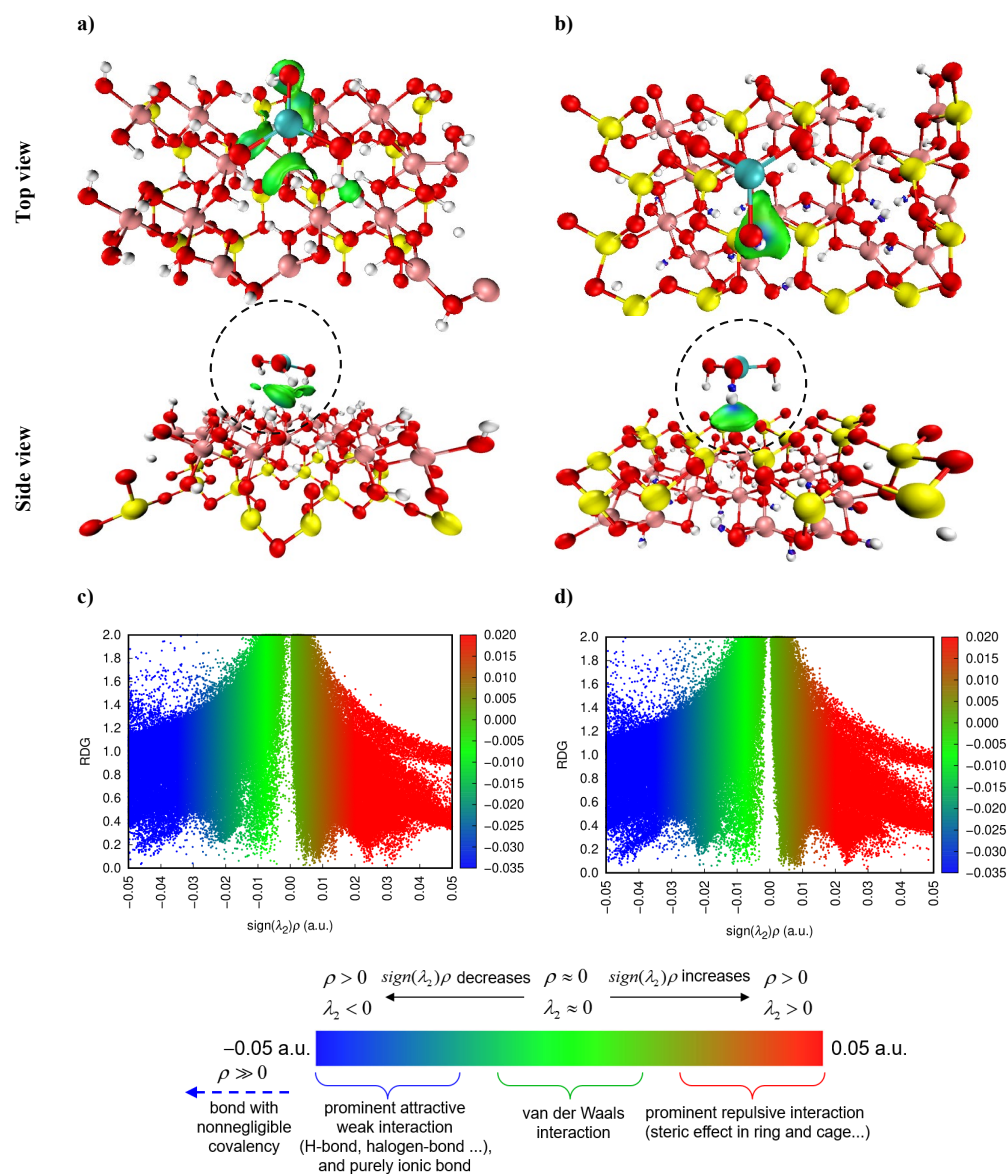 a)
b)
Top view
Side view
c)
d)
2.0
1.8
1.6
1.4
1.2
1.0
0.8
0.6
0.4
0.2
0.0
RDG
−0.05
−0.04
−0.03
−0.02
−0.01
0.00
0.01
0.02
0.03
0.04
0.05
sign(λ₂)ρ (a.u.)
0.020
0.015
0.010
0.005
0.000
−0.005
−0.010
−0.015
−0.020
−0.025
−0.030
−0.035
2.0
1.8
1.6
1.4
1.2
1.0
0.8
0.6
0.4
0.2
0.0
RDG
−0.05
−0.04
−0.03
−0.02
−0.01
0.00
0.01
0.02
0.03
0.04
0.05
sign(λ₂)ρ (a.u.)
0.020
0.015
0.010
0.005
0.000
−0.005
−0.010
−0.015
−0.020
−0.025
−0.030
−0.035
ρ > 0 sign(λ₂)ρ decreases ρ ≈ 0 sign(λ₂)ρ increases ρ > 0
λ₂ < 0 λ₂ ≈ 0 λ₂ > 0
−0.05 a.u. 0.05 a.u.
ρ ≫ 0
bond with
nonnegligible
covalency
prominent attractive
weak interaction
(H-bond, halogen-bond ...),
and purely ionic bond
van der Waals
interaction
prominent repulsive interaction
(steric effect in ring and cage...)